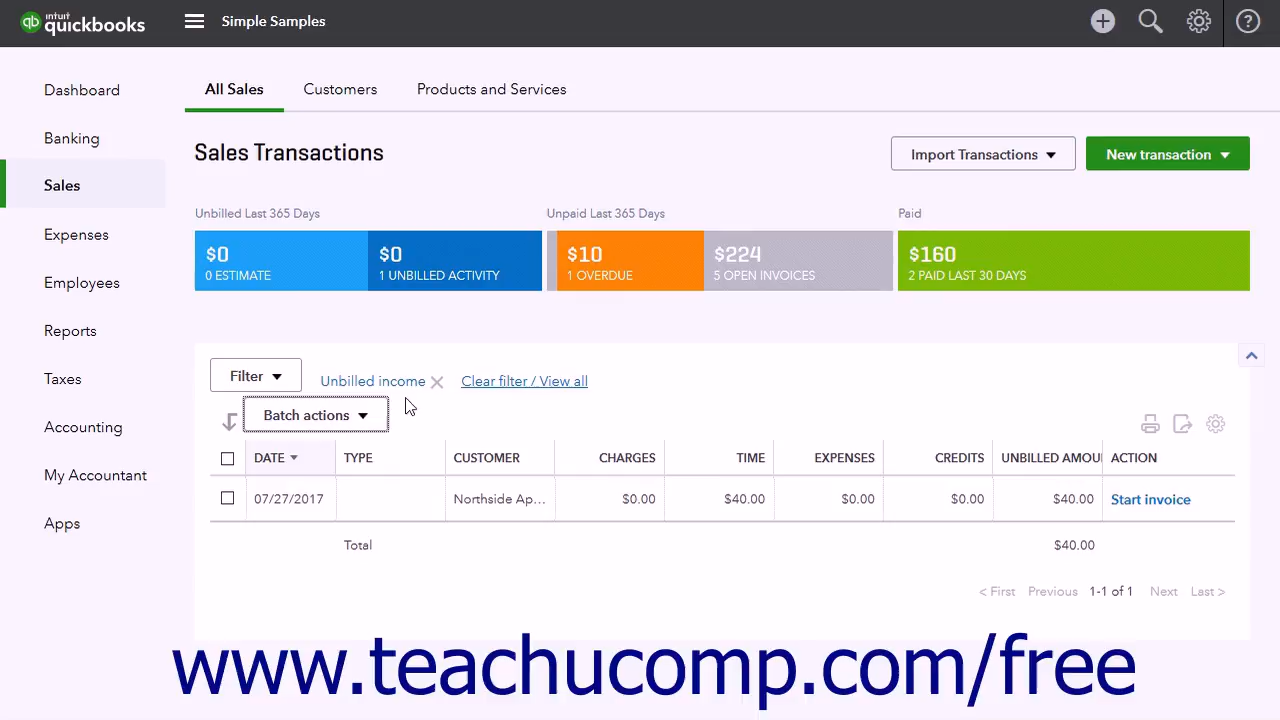 intuit
quickbooks
Simple Samples
Dashboard
Banking
Sales
Expenses
Employees
Reports
Taxes
Accounting
My Accountant
Apps
All Sales Customers Products and Services
Sales Transactions
Import Transactions
New transaction
Unbilled Last 365 Days Unpaid Last 365 Days Paid
$0 $0 $10 $224 $160
0 ESTIMATE 1 UNBILLED ACTIVITY 1 OVERDUE 5 OPEN INVOICES 2 PAID LAST 30 DAYS
Filter Unbilled income Clear filter / View all
Batch actions
DATE TYPE CUSTOMER CHARGES TIME EXPENSES CREDITS UNBILLED AMOU ACTION
07/27/2017 Northside Ap... $0.00 $40.00 $0.00 $0.00 $40.00 Start invoice
Total $40.00
< First Previous 1-1 of 1 Next Last >
www.teachucomp.com/free